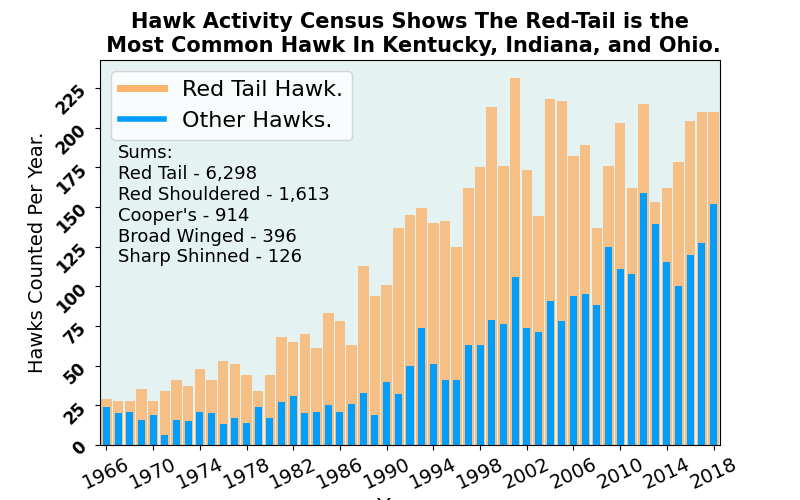 Hawk Activity Census Shows The Red-Tail is the
Most Common Hawk In Kentucky, Indiana, and Ohio.
Red Tail Hawk.
Other Hawks.
Sums:
Red Tail - 6,298
Red Shouldered - 1,613
Cooper's - 914
Broad Winged - 396
Sharp Shinned - 126
Hawks Counted Per Year.
225
200
175
150
125
100
75
50
25
0
1966 1970 1974 1978 1982 1986 1990 1994 1998 2002 2006 2010 2014 2018